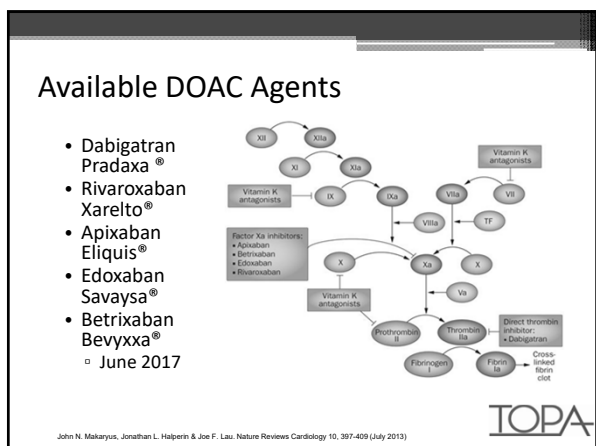 Available DOAC Agents
• Dabigatran
Pradaxa ®
• Rivaroxaban
Xarelto®
• Apixaban
Eliquis®
• Edoxaban
Savaysa®
• Betrixaban
Bevyxxa®
▫ June 2017
XII
XIIa
XI
XIa
Vitamin K
antagonists
IX
IXa
VIIIa
Vitamin K
antagonists
VIIa
VII
TF
Factor Xa inhibitors:
• Apixaban
• Betrixaban
• Edoxaban
• Rivaroxaban
X
Xa
X
Vitamin K
antagonists
Va
Prothrombin
II
Thrombin
IIa
Direct thrombin
inhibitor:
• Dabigatran
Fibrinogen
I
Fibrin
Ia
Cross-
linked
fibrin
clot
John N. Makaryus, Jonathan L. Halperin & Joe F. Lau. Nature Reviews Cardiology 10, 397-409 (July 2013)
TOPA